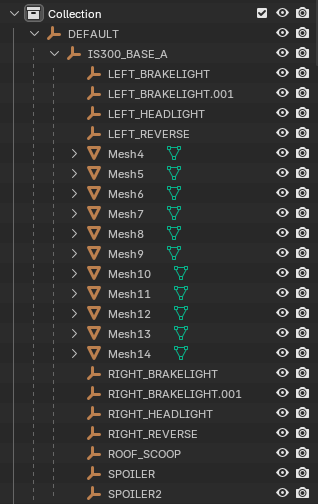 Collection
DEFAULT
IS300_BASE_A
LEFT_BRAKELIGHT
LEFT_BRAKELIGHT.001
LEFT_HEADLIGHT
LEFT_REVERSE
Mesh4
Mesh5
Mesh6
Mesh7
Mesh8
Mesh9
Mesh10
Mesh11
Mesh12
Mesh13
Mesh14
RIGHT_BRAKELIGHT
RIGHT_BRAKELIGHT.001
RIGHT_HEADLIGHT
RIGHT_REVERSE
ROOF_SCOOP
SPOILER
SPOILER2